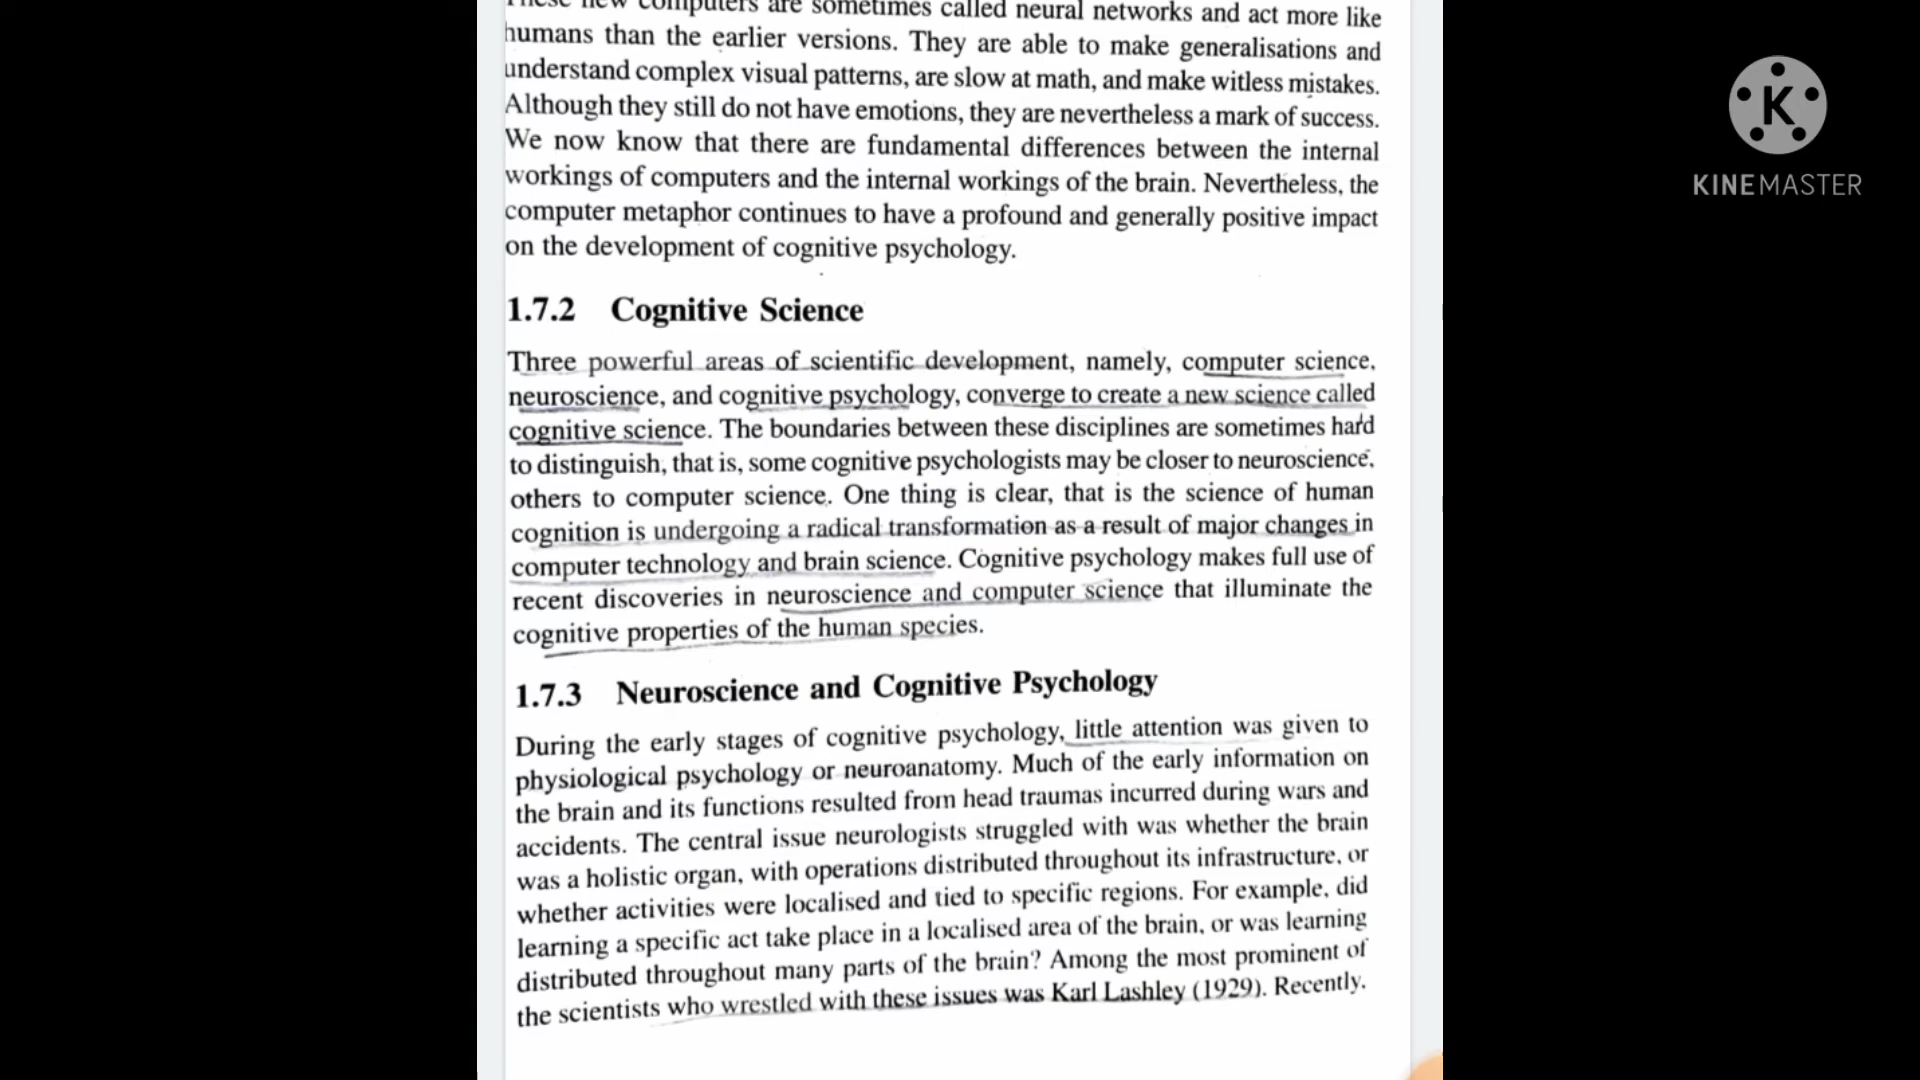 These new computers are sometimes called neural networks and act more like
humans than the earlier versions. They are able to make generalisations and
understand complex visual patterns, are slow at math, and make witless mistakes.
Although they still do not have emotions, they are nevertheless a mark of success.
We now know that there are fundamental differences between the internal
workings of computers and the internal workings of the brain. Nevertheless, the
computer metaphor continues to have a profound and generally positive impact
on the development of cognitive psychology.
1.7.2 Cognitive Science
Three powerful areas of scientific development, namely, computer science,
neuroscience, and cognitive psychology, converge to create a new science called
cognitive science. The boundaries between these disciplines are sometimes hard
to distinguish, that is, some cognitive psychologists may be closer to neuroscience,
others to computer science. One thing is clear, that is the science of human
cognition is undergoing a radical transformation as a result of major changes in
computer technology and brain science. Cognitive psychology makes full use of
recent discoveries in neuroscience and computer science that illuminate the
cognitive properties of the human species.
1.7.3 Neuroscience and Cognitive Psychology
During the early stages of cognitive psychology, little attention was given to
physiological psychology or neuroanatomy. Much of the early information on
the brain and its functions resulted from head traumas incurred during wars and
accidents. The central issue neurologists struggled with was whether the brain
was a holistic organ, with operations distributed throughout its infrastructure, or
whether activities were localised and tied to specific regions. For example, did
learning a specific act take place in a localised area of the brain, or was learning
distributed throughout many parts of the brain? Among the most prominent of
the scientists who wrestled with these issues was Karl Lashley (1929). Recently,
K
KINEMASTER